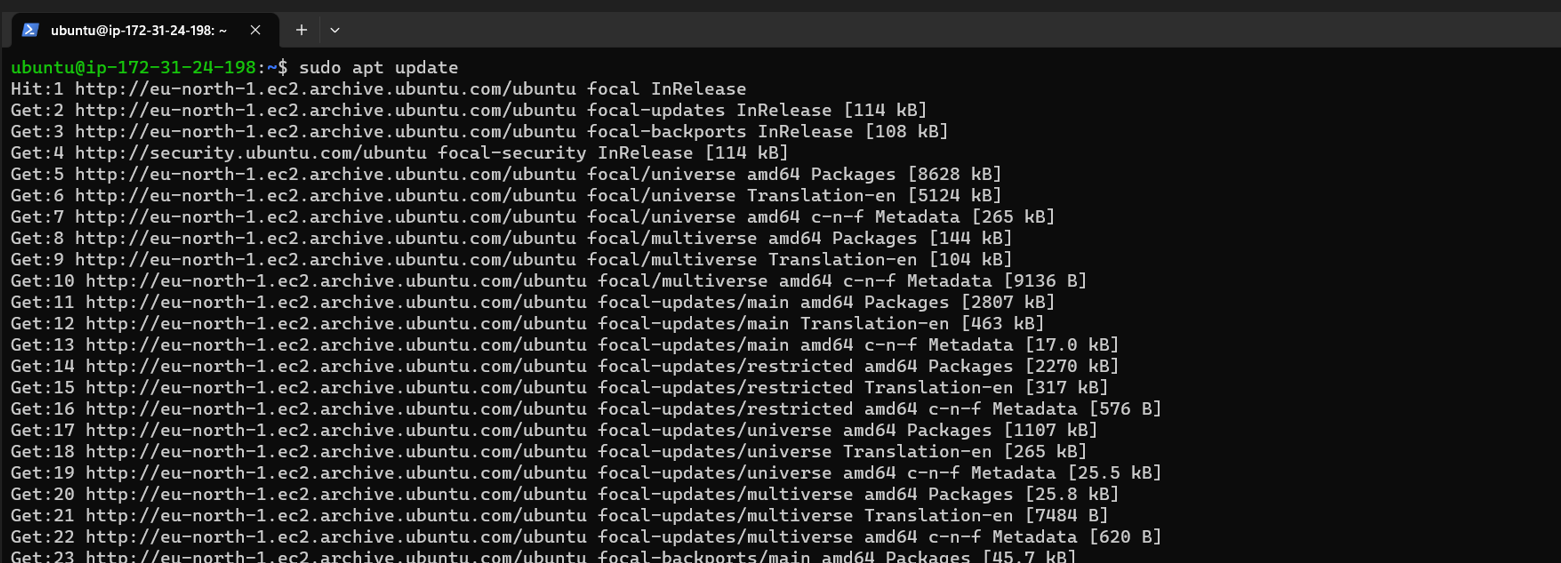 ubuntu@ip-172-31-24-198: ~
ubuntu@ip-172-31-24-198:~$ sudo apt update
Hit:1 http://eu-north-1.ec2.archive.ubuntu.com/ubuntu focal InRelease
Get:2 http://eu-north-1.ec2.archive.ubuntu.com/ubuntu focal-updates InRelease [114 kB]
Get:3 http://eu-north-1.ec2.archive.ubuntu.com/ubuntu focal-backports InRelease [108 kB]
Get:4 http://security.ubuntu.com/ubuntu focal-security InRelease [114 kB]
Get:5 http://eu-north-1.ec2.archive.ubuntu.com/ubuntu focal/universe amd64 Packages [8628 kB]
Get:6 http://eu-north-1.ec2.archive.ubuntu.com/ubuntu focal/universe Translation-en [5124 kB]
Get:7 http://eu-north-1.ec2.archive.ubuntu.com/ubuntu focal/universe amd64 c-n-f Metadata [265 kB]
Get:8 http://eu-north-1.ec2.archive.ubuntu.com/ubuntu focal/multiverse amd64 Packages [144 kB]
Get:9 http://eu-north-1.ec2.archive.ubuntu.com/ubuntu focal/multiverse Translation-en [104 kB]
Get:10 http://eu-north-1.ec2.archive.ubuntu.com/ubuntu focal/multiverse amd64 c-n-f Metadata [9136 B]
Get:11 http://eu-north-1.ec2.archive.ubuntu.com/ubuntu focal-updates/main amd64 Packages [2807 kB]
Get:12 http://eu-north-1.ec2.archive.ubuntu.com/ubuntu focal-updates/main Translation-en [463 kB]
Get:13 http://eu-north-1.ec2.archive.ubuntu.com/ubuntu focal-updates/main amd64 c-n-f Metadata [17.0 kB]
Get:14 http://eu-north-1.ec2.archive.ubuntu.com/ubuntu focal-updates/restricted amd64 Packages [2270 kB]
Get:15 http://eu-north-1.ec2.archive.ubuntu.com/ubuntu focal-updates/restricted Translation-en [317 kB]
Get:16 http://eu-north-1.ec2.archive.ubuntu.com/ubuntu focal-updates/restricted amd64 c-n-f Metadata [576 B]
Get:17 http://eu-north-1.ec2.archive.ubuntu.com/ubuntu focal-updates/universe amd64 Packages [1107 kB]
Get:18 http://eu-north-1.ec2.archive.ubuntu.com/ubuntu focal-updates/universe Translation-en [265 kB]
Get:19 http://eu-north-1.ec2.archive.ubuntu.com/ubuntu focal-updates/universe amd64 c-n-f Metadata [25.5 kB]
Get:20 http://eu-north-1.ec2.archive.ubuntu.com/ubuntu focal-updates/multiverse amd64 Packages [25.8 kB]
Get:21 http://eu-north-1.ec2.archive.ubuntu.com/ubuntu focal-updates/multiverse Translation-en [7484 B]
Get:22 http://eu-north-1.ec2.archive.ubuntu.com/ubuntu focal-updates/multiverse amd64 c-n-f Metadata [620 B]
Get:23 http://eu-north-1.ec2.archive.ubuntu.com/ubuntu focal-backports/main amd64 Packages [45.7 kB]